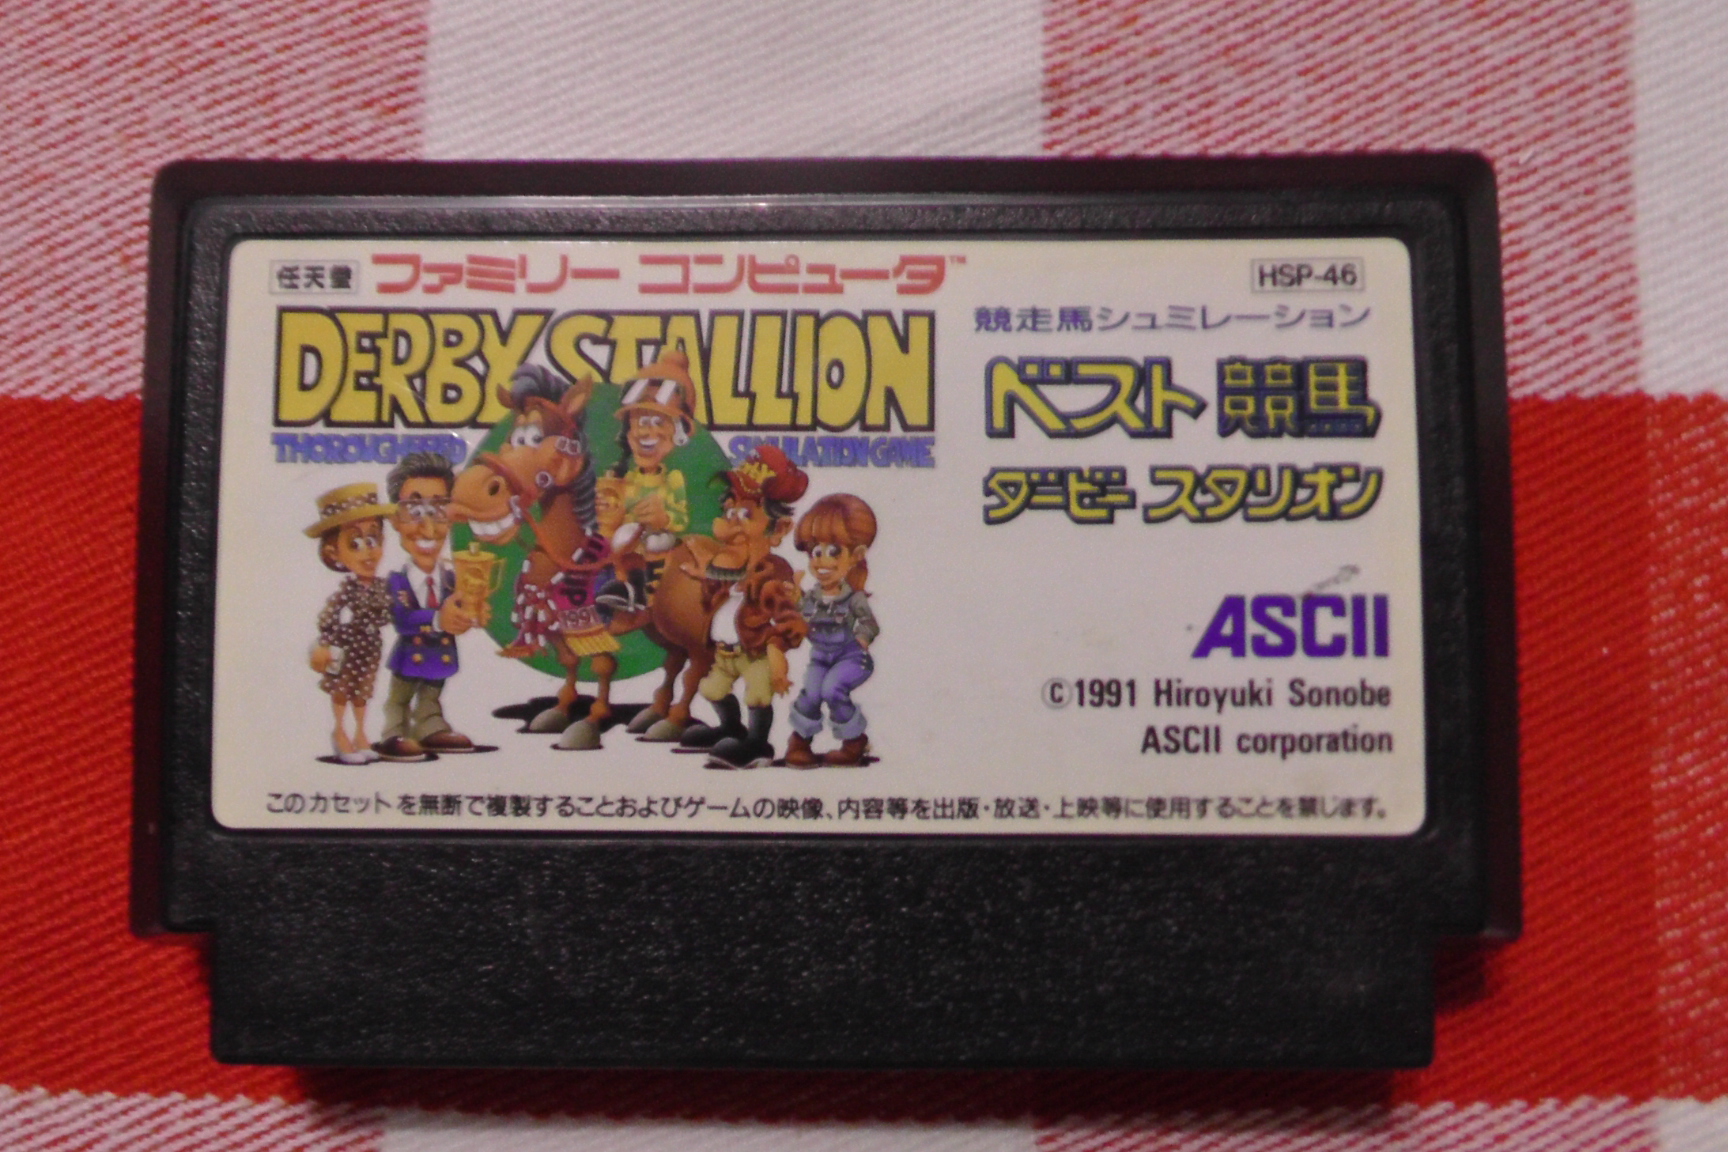 任天堂 ファミリー コンピュータ™
HSP-46
DERBY STALLION
THOROUGHBRED SIMULATION GAME
競走馬シュミレーション
ベスト競馬
ダービー スタリオン
1991
ASCII
©1991 Hiroyuki Sonobe
ASCII corporation
このカセットを無断で複製することおよびゲームの映像、内容等を出版・放送・上映等に使用することを禁じます。